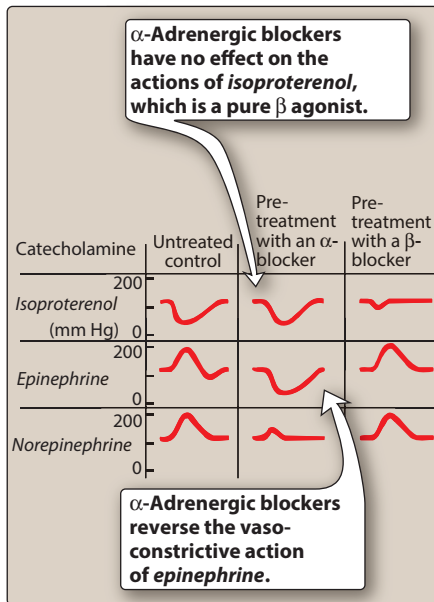 α-Adrenergic blockers
have no effect on the
actions of isoproterenol,
which is a pure β agonist.
Catecholamine
Untreated
control
Pre-
treatment
with an α-
blocker
Pre-
treatment
with a β-
blocker
200
Isoproterenol
(mm Hg)
0
200
Epinephrine
0
200
Norepinephrine
0
α-Adrenergic blockers
reverse the vaso-
constrictive action
of epinephrine.